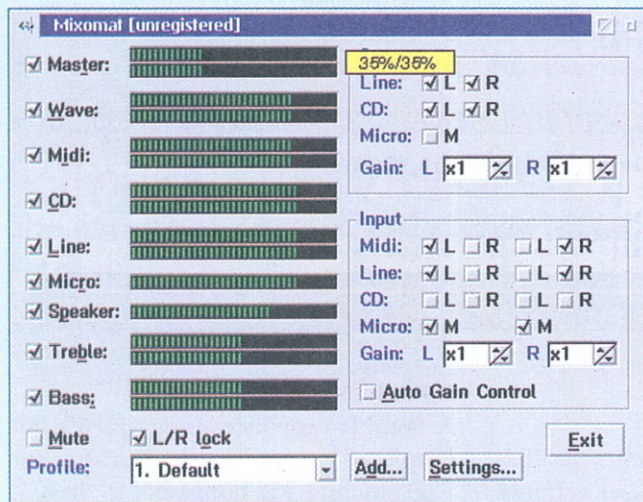 Mixomat [unregistered]
Master:
Wave:
Midi:
CD:
Line:
Micro:
Speaker:
Treble:
Bass:
Mute
L/R lock
Profile:
1. Default
Add...
Settings...
35%/35%
Line: L R
CD: L R
Micro: M
Gain: L x1 R x1
Input
Midi: L R L R
Line: L R L R
CD: L R L R
Micro: M M
Gain: L x1 R x1
Auto Gain Control
Exit